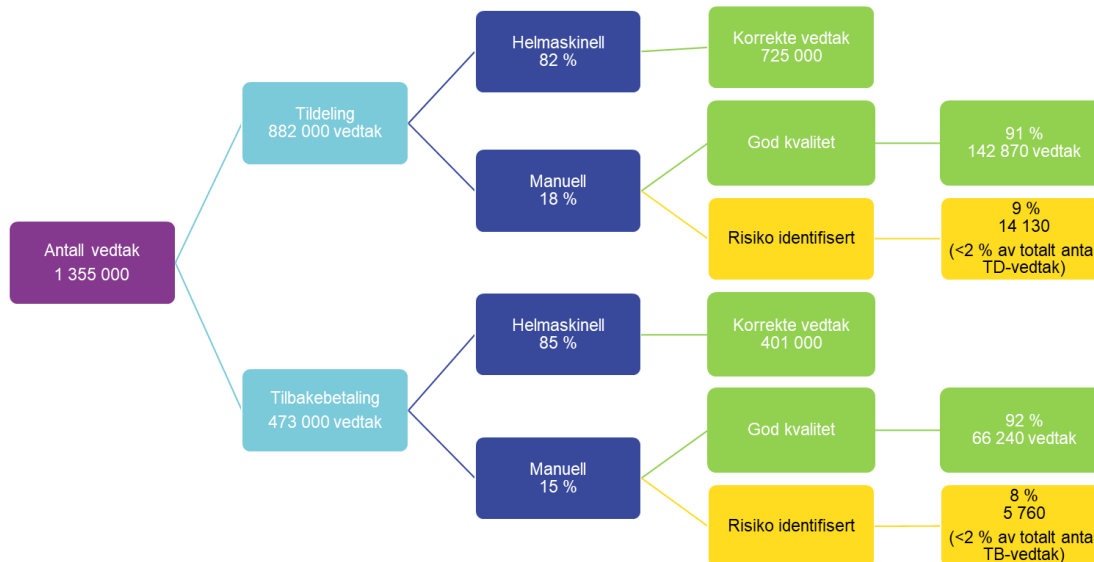 Antall vedtak
1 355 000
Tildeling
882 000 vedtak
Helmaskinell
82 %
Korrekte vedtak
725 000
Manuell
18 %
God kvalitet
91 %
142 870 vedtak
Risiko identifisert
9 %
14 130
(<2 % av totalt anta
TD-vedtak)
Tilbakebetaling
473 000 vedtak
Helmaskinell
85 %
Korrekte vedtak
401 000
Manuell
15 %
God kvalitet
92 %
66 240 vedtak
Risiko identifisert
8 %
5 760
(<2 % av totalt anta
TB-vedtak)